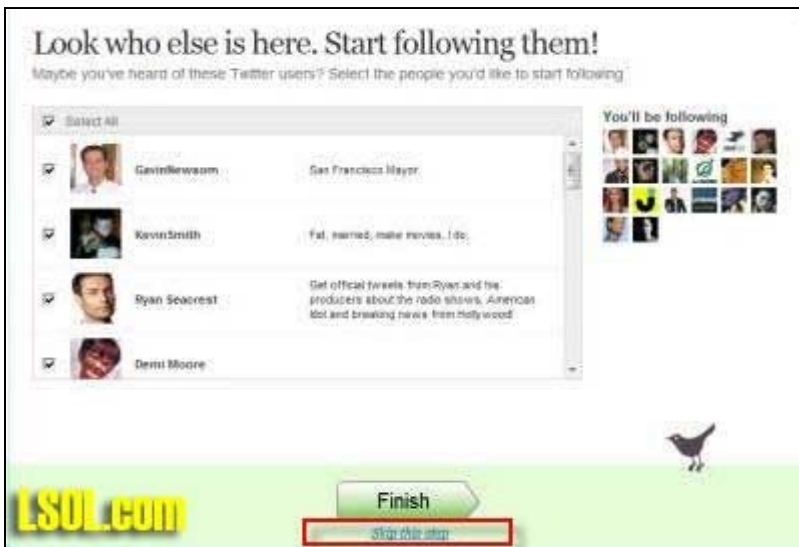 Look who else is here. Start following them!
Maybe you've heard of these Twitter users? Select the people you'd like to start following
Select All
You'll be following
GavinNewsom
San Francisco Mayor.
KevinSmith
Fat, married, make movies, I do.
Ryan Seacrest
Get official tweets from Ryan and his
producers about the radio shows, American
Idol and breaking news from Hollywood!
Demi Moore
Finish
Skip this step
LSOL.com